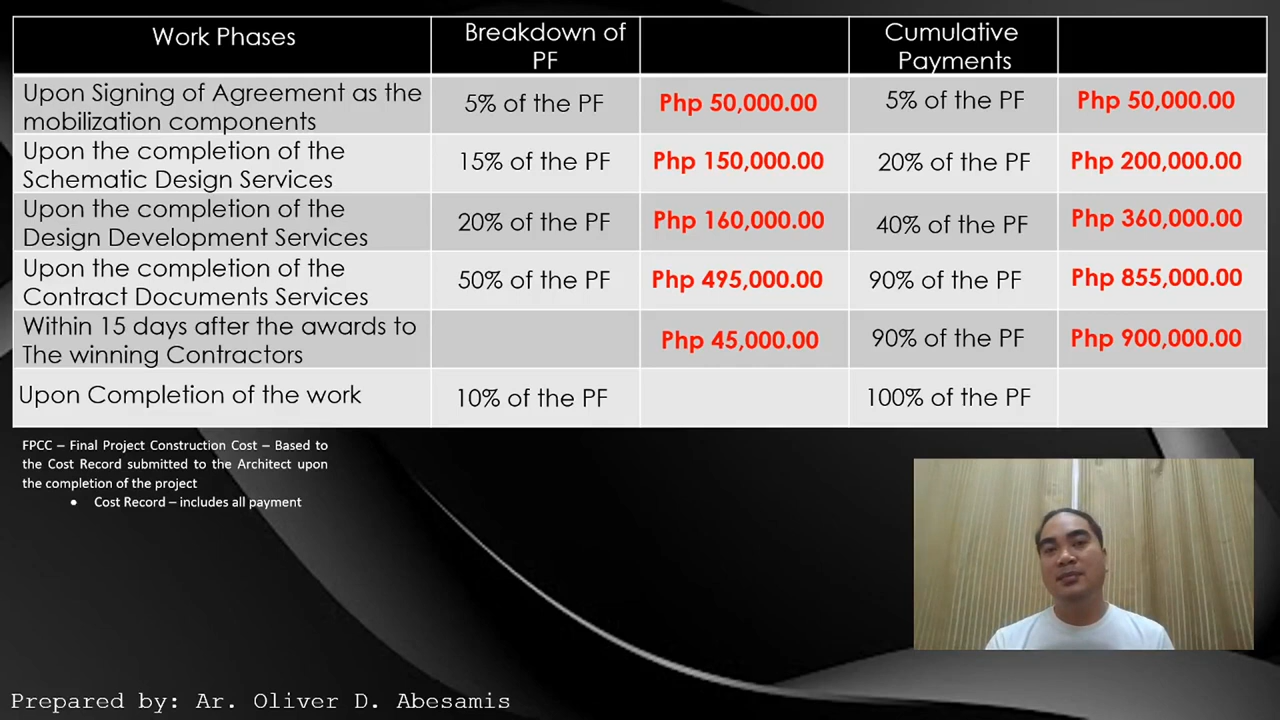 Work Phases
Breakdown of
PF
Cumulative
Payments
Upon Signing of Agreement as the
mobilization components
5% of the PF
Php 50,000.00
5% of the PF
Php 50,000.00
Upon the completion of the
Schematic Design Services
15% of the PF
Php 150,000.00
20% of the PF
Php 200,000.00
Upon the completion of the
Design Development Services
20% of the PF
Php 160,000.00
40% of the PF
Php 360,000.00
Upon the completion of the
Contract Documents Services
50% of the PF
Php 495,000.00
90% of the PF
Php 855,000.00
Within 15 days after the awards to
The winning Contractors
Php 45,000.00
90% of the PF
Php 900,000.00
Upon Completion of the work
10% of the PF
100% of the PF
FPCC – Final Project Construction Cost – Based to
the Cost Record submitted to the Architect upon
the completion of the project
• Cost Record – includes all payment
Prepared by: Ar. Oliver D. Abesamis